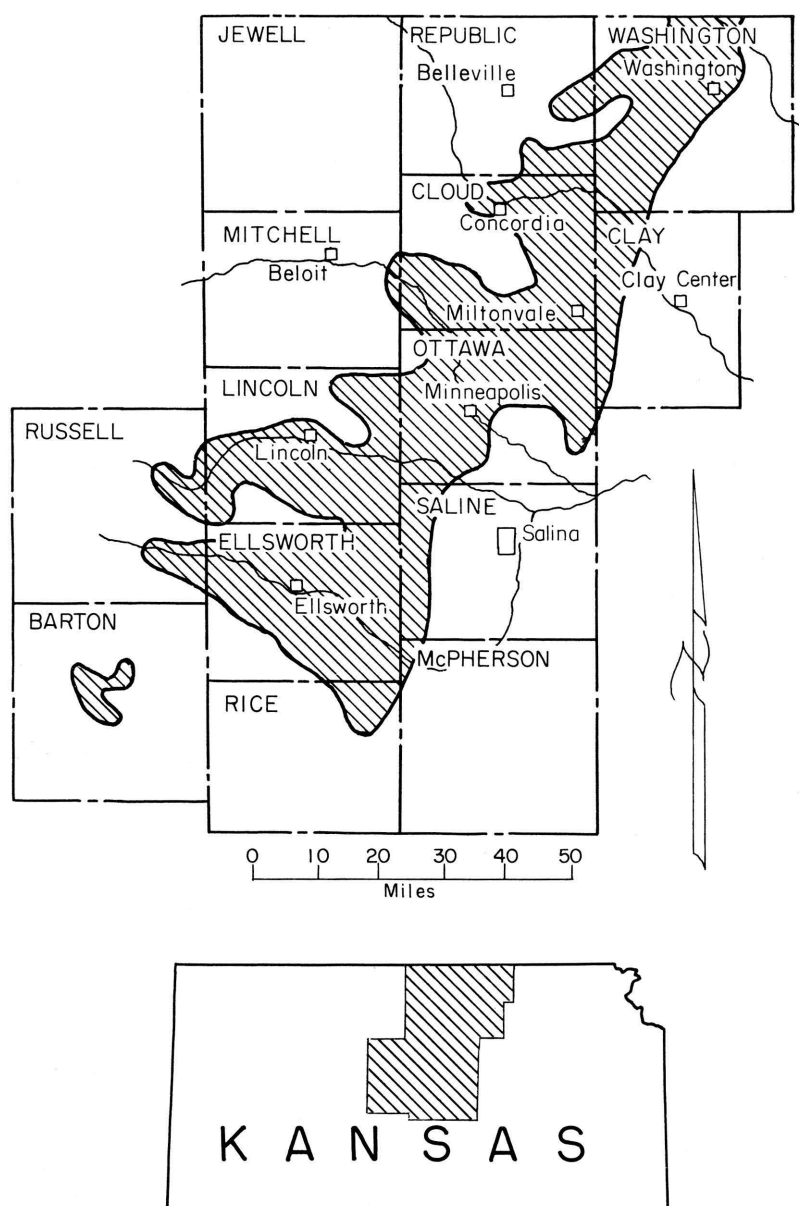 JEWELL
REPUBLIC
WASHINGTON
Belleville
Washington
CLOUD
Concordia
MITCHELL
Beloit
CLAY
Clay Center
Miltonvale
OTTAWA
LINCOLN
Minneapolis
RUSSELL
Lincoln
SALINE
Salina
ELLSWORTH
Ellsworth
BARTON
McPHERSON
RICE
0 10 20 30 40 50
Miles
KANSAS